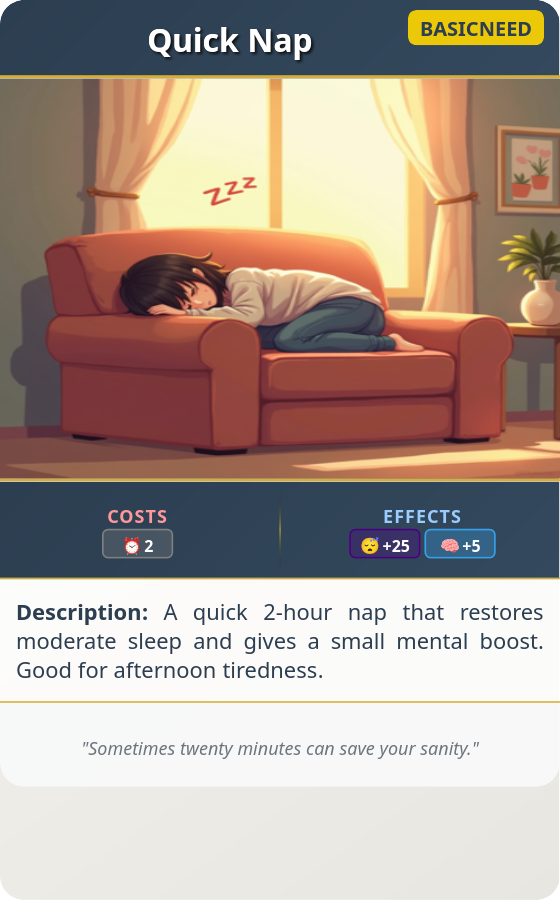 Quick Nap
BASICNEED
ZZZ
COSTS
⏰ 2
EFFECTS
😴 +25 🧠 +5
Description: A quick 2-hour nap that restores
moderate sleep and gives a small mental boost.
Good for afternoon tiredness.
"Sometimes twenty minutes can save your sanity."